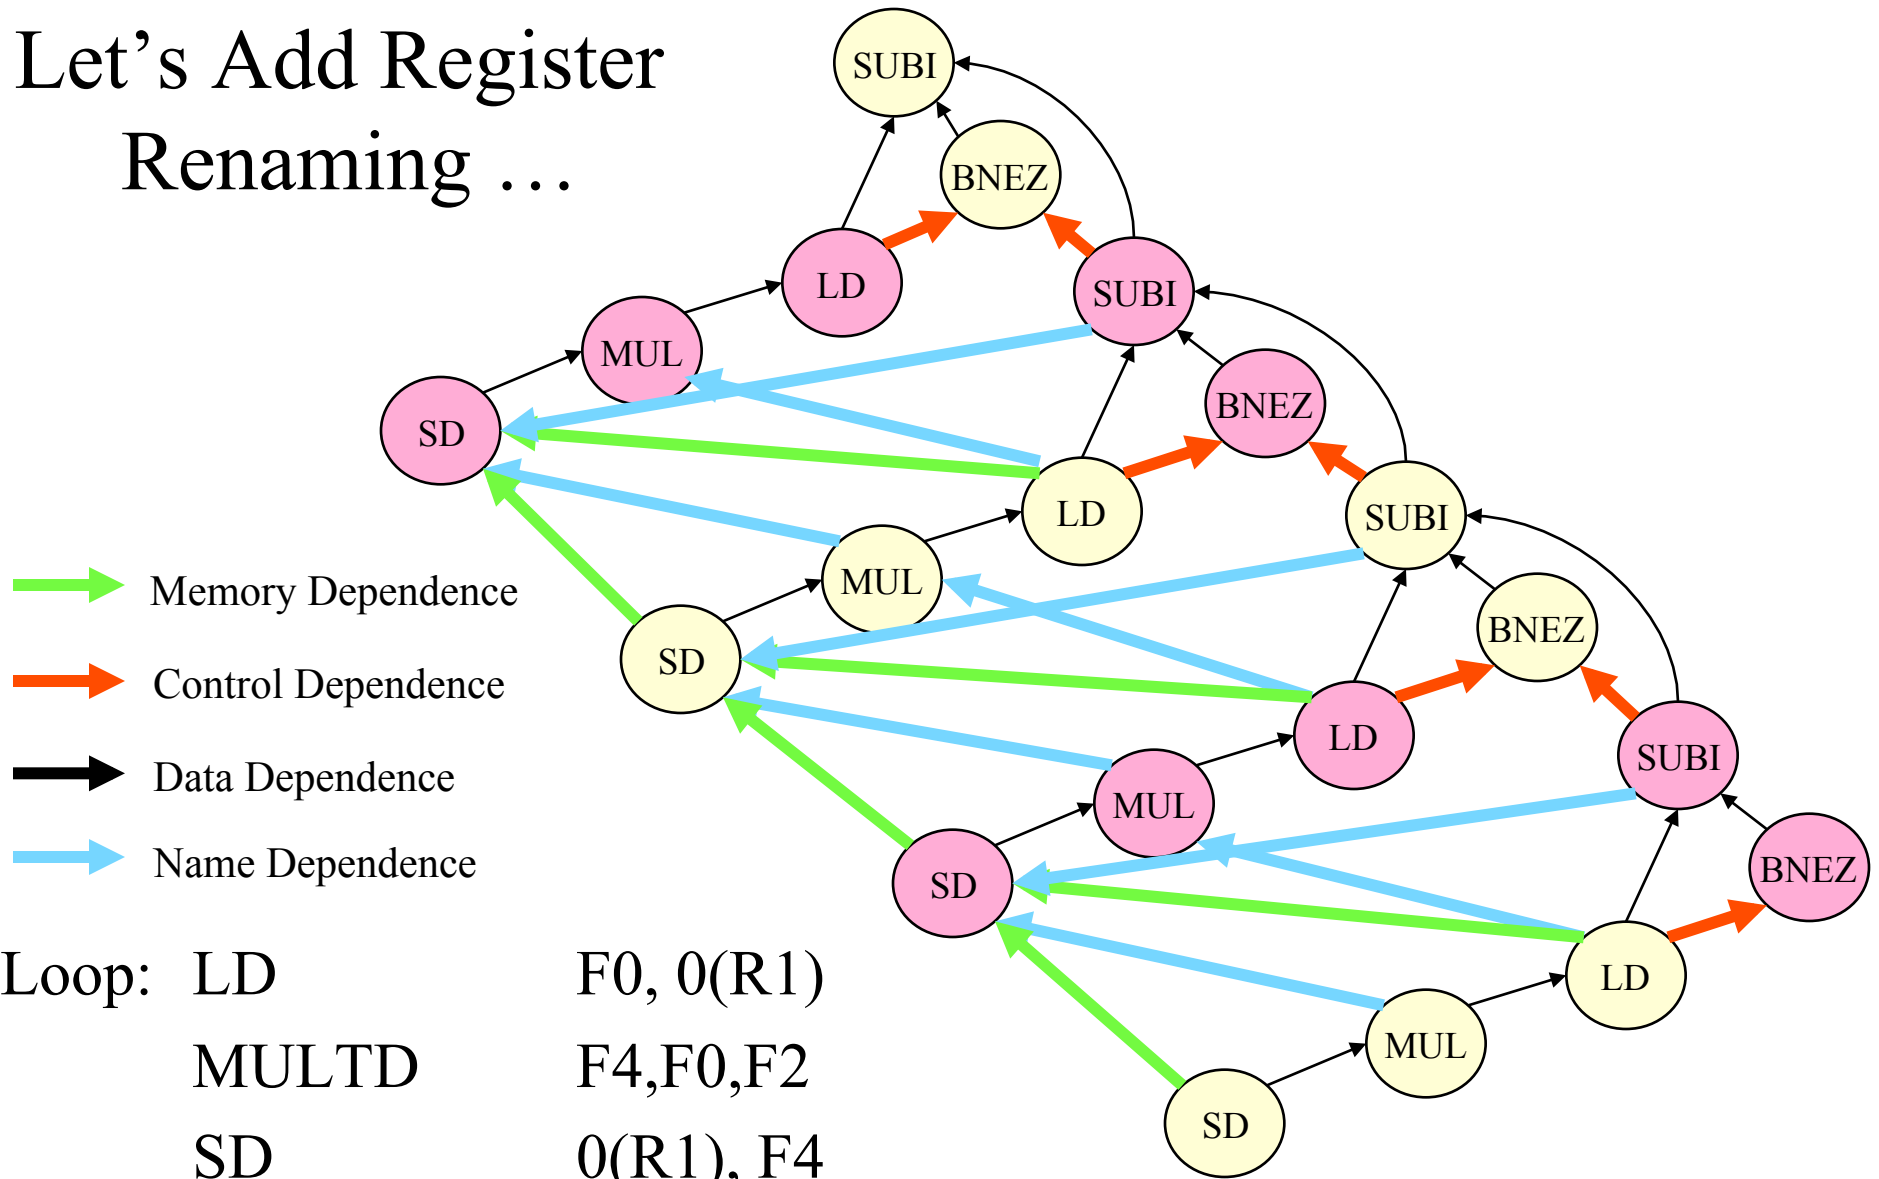 Let's Add Register
Renaming …
SUBI
BNEZ
LD
SUBI
MUL
BNEZ
SD
LD
SUBI
MUL
BNEZ
SD
LD
SUBI
MUL
BNEZ
SD
LD
MUL
SD
Memory Dependence
Control Dependence
Data Dependence
Name Dependence
Loop: LD F0, 0(R1)
MULTD F4,F0,F2
SD 0(R1), F4